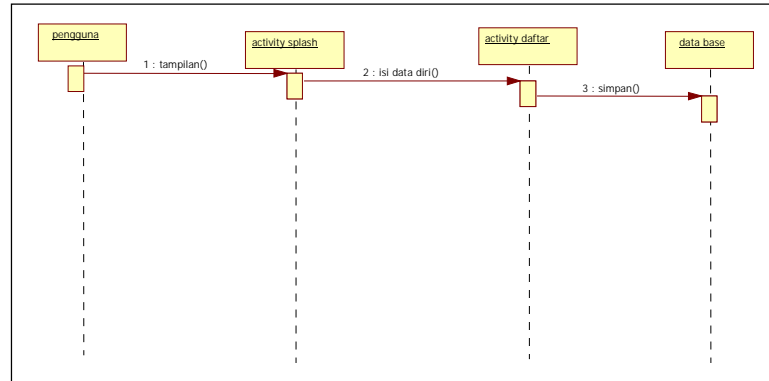 pengguna
activity splash
activity daftar
data base
1 : tampilan()
2 : isi data diri()
3 : simpan()